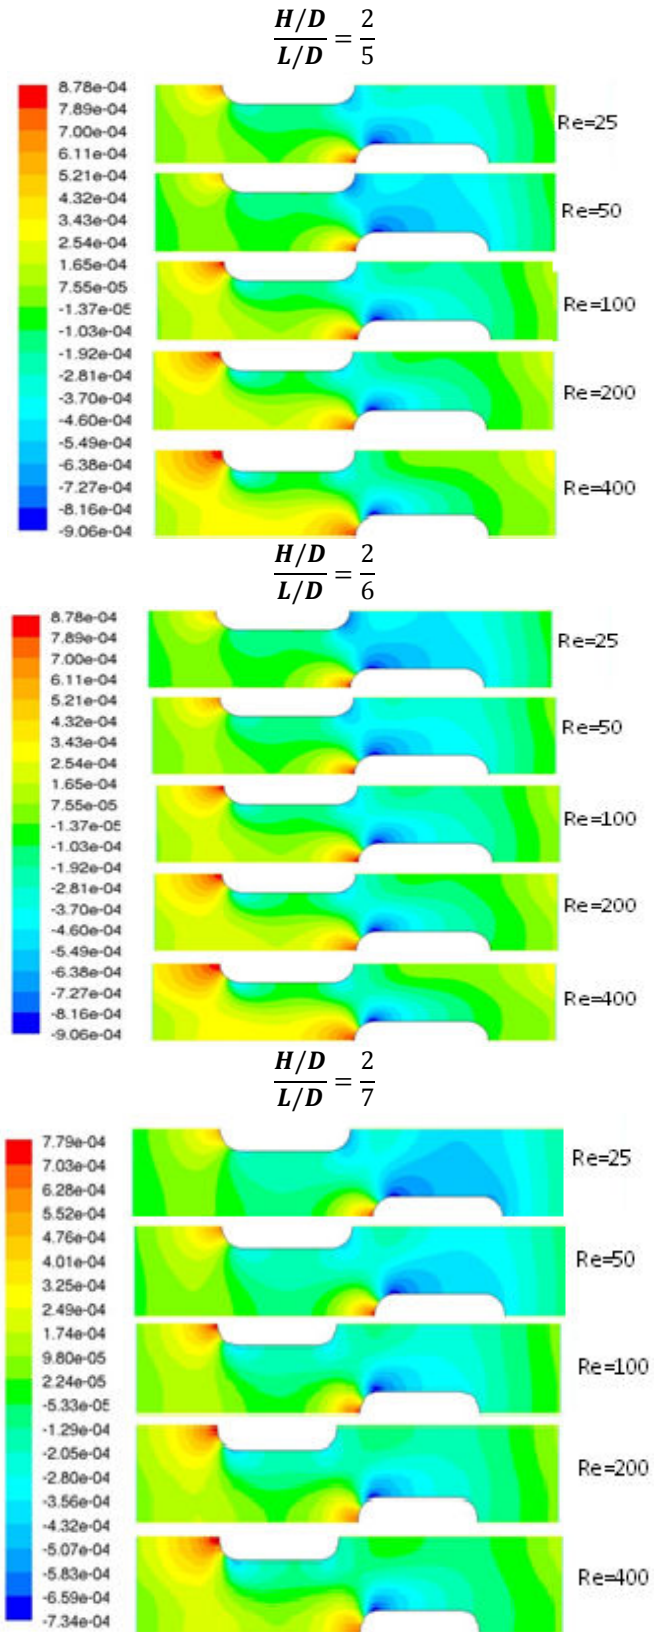 H/D / L/D = 2/5
8.78e-04
7.89e-04
7.00e-04
6.11e-04
5.21e-04
4.32e-04
3.43e-04
2.54e-04
1.65e-04
7.55e-05
-1.37e-05
-1.03e-04
-1.92e-04
-2.81e-04
-3.70e-04
-4.60e-04
-5.49e-04
-6.38e-04
-7.27e-04
-8.16e-04
-9.06e-04
Re=25
Re=50
Re=100
Re=200
Re=400
H/D / L/D = 2/6
8.78e-04
7.89e-04
7.00e-04
6.11e-04
5.21e-04
4.32e-04
3.43e-04
2.54e-04
1.65e-04
7.55e-05
-1.37e-05
-1.03e-04
-1.92e-04
-2.81e-04
-3.70e-04
-4.60e-04
-5.49e-04
-6.38e-04
-7.27e-04
-8.16e-04
-9.06e-04
Re=25
Re=50
Re=100
Re=200
Re=400
H/D / L/D = 2/7
7.79e-04
7.03e-04
6.28e-04
5.52e-04
4.76e-04
4.01e-04
3.25e-04
2.49e-04
1.74e-04
9.80e-05
2.24e-05
-5.33e-05
-1.29e-04
-2.05e-04
-2.80e-04
-3.56e-04
-4.32e-04
-5.07e-04
-5.83e-04
-6.59e-04
-7.34e-04
Re=25
Re=50
Re=100
Re=200
Re=400